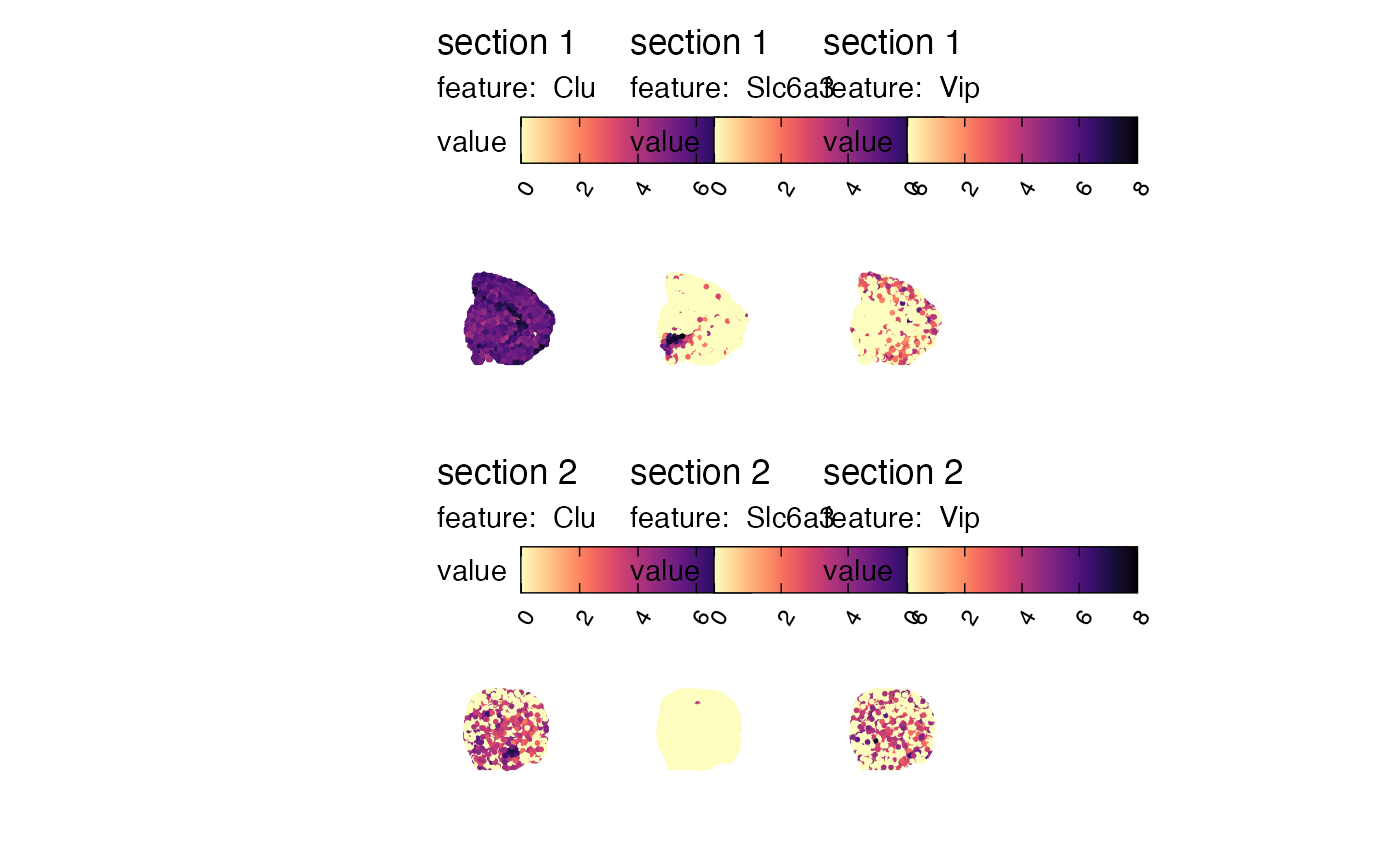 section 1 section 1 section 1
feature: Clu feature: Slc6a3 feature: Vip
value value value
0 2 4 6 0 2 4 0 6 2 4 6 8
section 2 section 2 section 2
feature: Clu feature: Slc6a3 feature: Vip
value value value
0 2 4 6 0 2 4 0 6 2 4 6 8